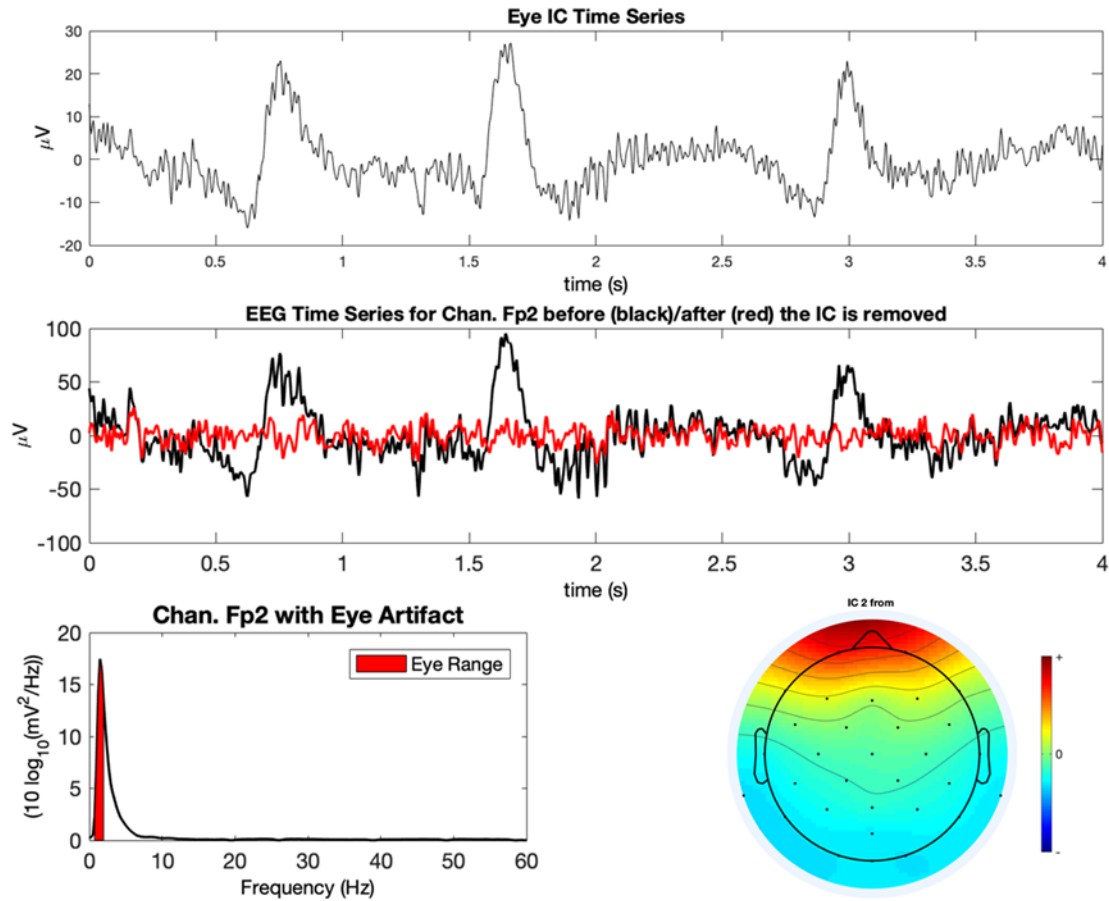 Eye IC Time Series
30
20
10
0
-10
-20
μV
0 0.5 1 1.5 2 2.5 3 3.5 4
time (s)
EEG Time Series for Chan. Fp2 before (black)/after (red) the IC is removed
100
50
0
-50
-100
μV
0 0.5 1 1.5 2 2.5 3 3.5 4
time (s)
Chan. Fp2 with Eye Artifact
20
15
10
5
0
(10 log10(mV2/Hz))
Eye Range
0 10 20 30 40 50 60
Frequency (Hz)
IC 2 from
+
0
-